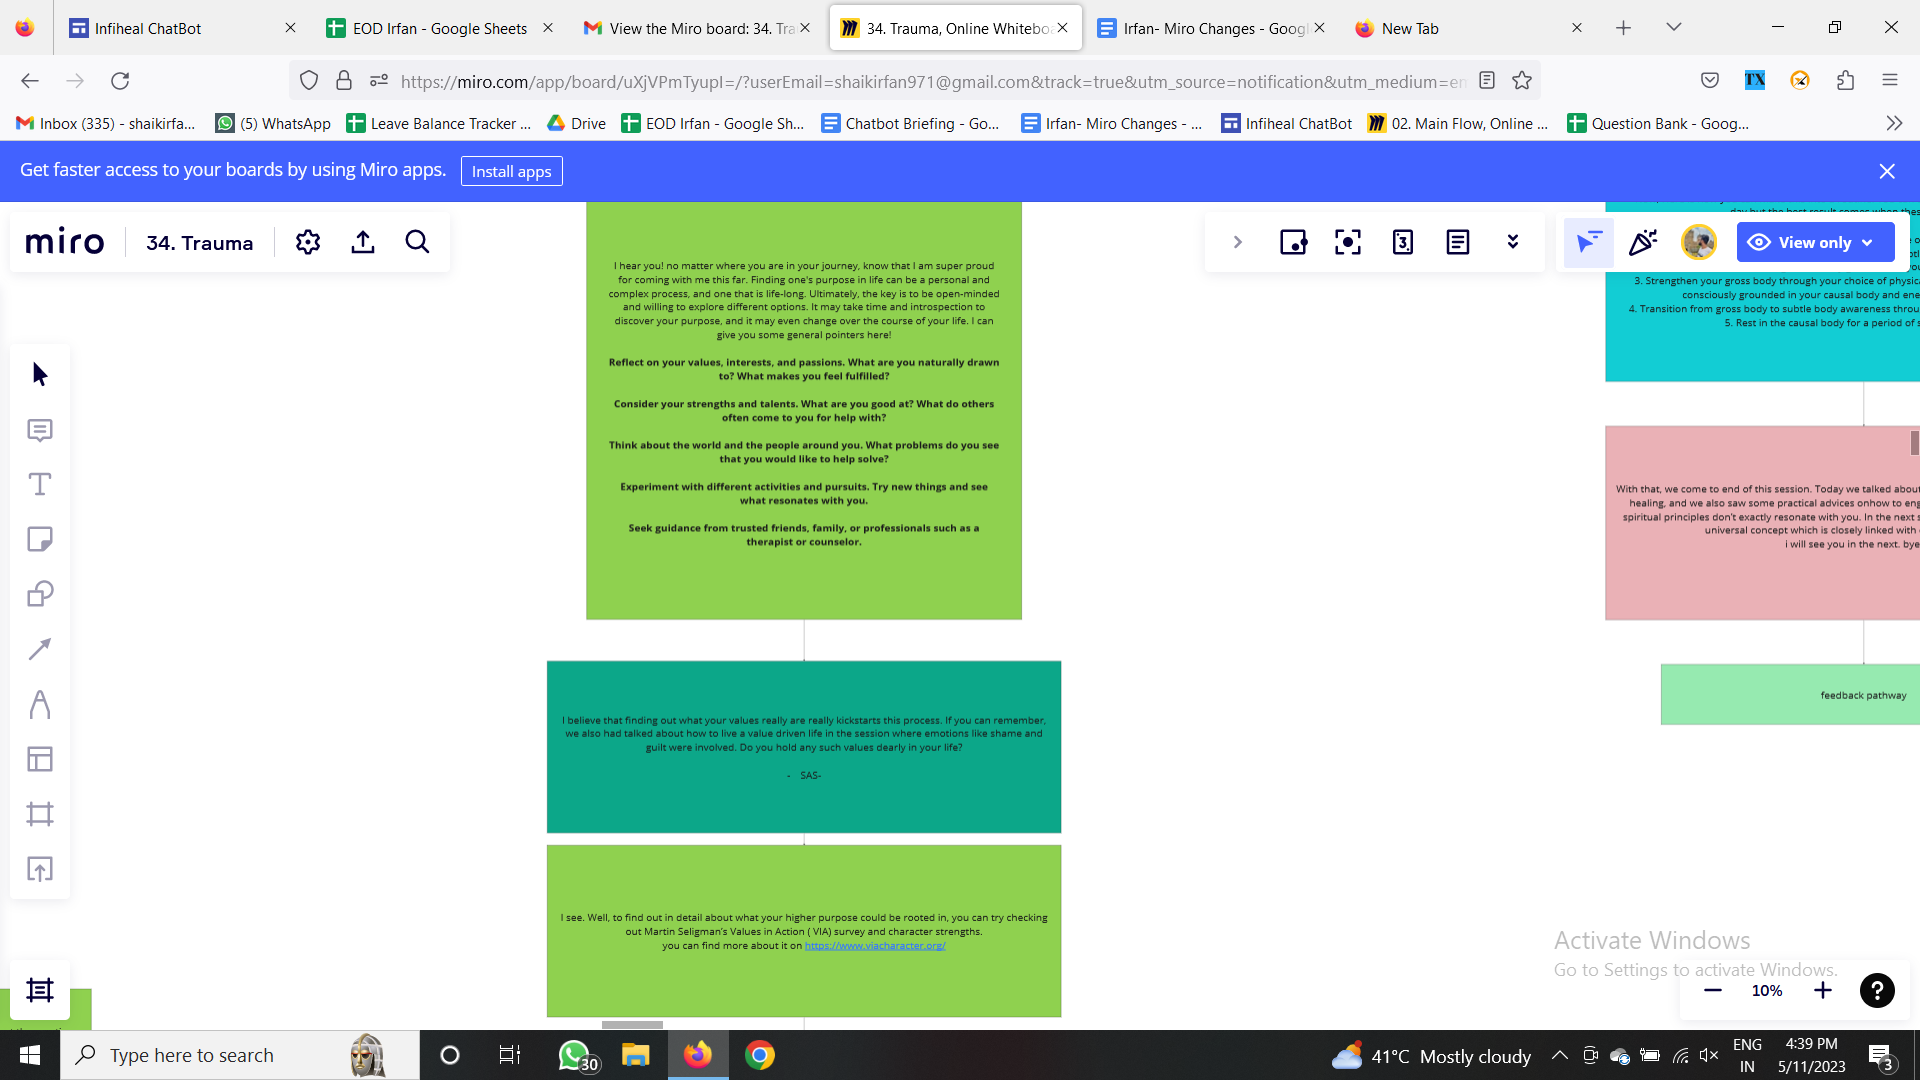 Infiheal ChatBot
EOD Irfan - Google Sheets
View the Miro board: 34. Tra
34. Trauma, Online Whiteboa
Irfan- Miro Changes - Googl
New Tab
https://miro.com/app/board/uXjVPmTyupI=/?userEmail=shaikirfan971@gmail.com&track=true&utm_source=notification&utm_medium=em
Inbox (335) - shaikirfa...
(5) WhatsApp
Leave Balance Tracker ...
Drive
EOD Irfan - Google Sh...
Chatbot Briefing - Go...
Irfan- Miro Changes - ...
Infiheal ChatBot
02. Main Flow, Online ...
Question Bank - Goog...
Get faster access to your boards by using Miro apps.
Install apps
miro
34. Trauma
View only
I hear you! no matter where you are in your journey, know that I am super proud
for coming with me this far. Finding one's purpose in life can be a personal and
complex process, and one that is life-long. Ultimately, the key is to be open-minded
and willing to explore different options. It may take time and introspection to
discover your purpose, and it may even change over the course of your life. I can
give you some general pointers here!
Reflect on your values, interests, and passions. What are you naturally drawn
to? What makes you feel fulfilled?
Consider your strengths and talents. What are you good at? What do others
often come to you for help with?
Think about the world and the people around you. What problems do you see
that you would like to help solve?
Experiment with different activities and pursuits. Try new things and see
what resonates with you.
Seek guidance from trusted friends, family, or professionals such as a
therapist or counselor.
I believe that finding out what your values really are really kickstarts this process. If you can remember,
we also had talked about how to live a value driven life in the session where emotions like shame and
guilt were involved. Do you hold any such values dearly in your life?
- SAS-
I see. Well, to find out in detail about what your higher purpose could be rooted in, you can try checking
out Martin Seligman's Values in Action ( VIA) survey and character strengths.
you can find more about it on https://www.viacharacter.org/
3. Strengthen your gross body through your choice of physic
consciously grounded in your causal body and ene
4. Transition from gross body to subtle body awareness throu
5. Rest in the causal body for a period of s
With that, we come to end of this session. Today we talked about
healing, and we also saw some practical advices onhow to eng
spiritual principles don't exactly resonate with you. In the next s
universal concept which is closely linked with
i will see you in the next. bye
feedback pathway
Activate Windows
Go to Settings to activate Windows.
10%
Type here to search
30
41°C Mostly cloudy
ENG
IN
4:39 PM
5/11/2023
3